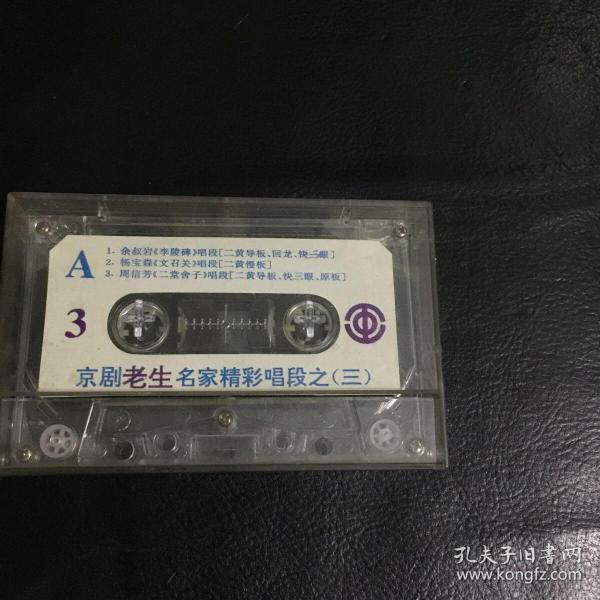 A
1. 余叔岩《李陵碑》唱段[二黄导板、回龙、快三眼]
2. 杨宝森《文召关》唱段[二黄慢板]
3. 周信芳《二堂舍子》唱段[二黄导板、快三眼、原板]
3
京剧老生名家精彩唱段之(三)
孔夫子旧書网
www.kongfz.com